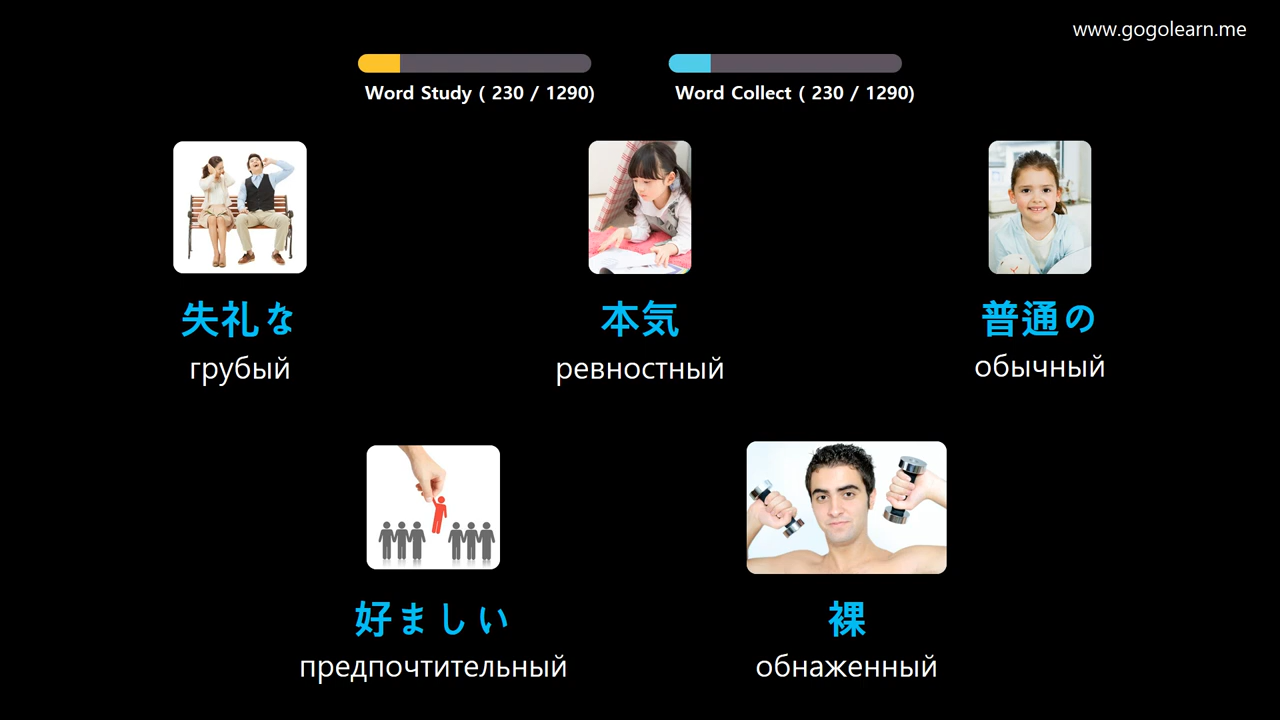 www.gogolearn.me
Word Study ( 230 / 1290)
Word Collect ( 230 / 1290)
失礼な
грубый
本気
ревностный
普通の
обычный
好ましい
предпочтительный
裸
обнаженный